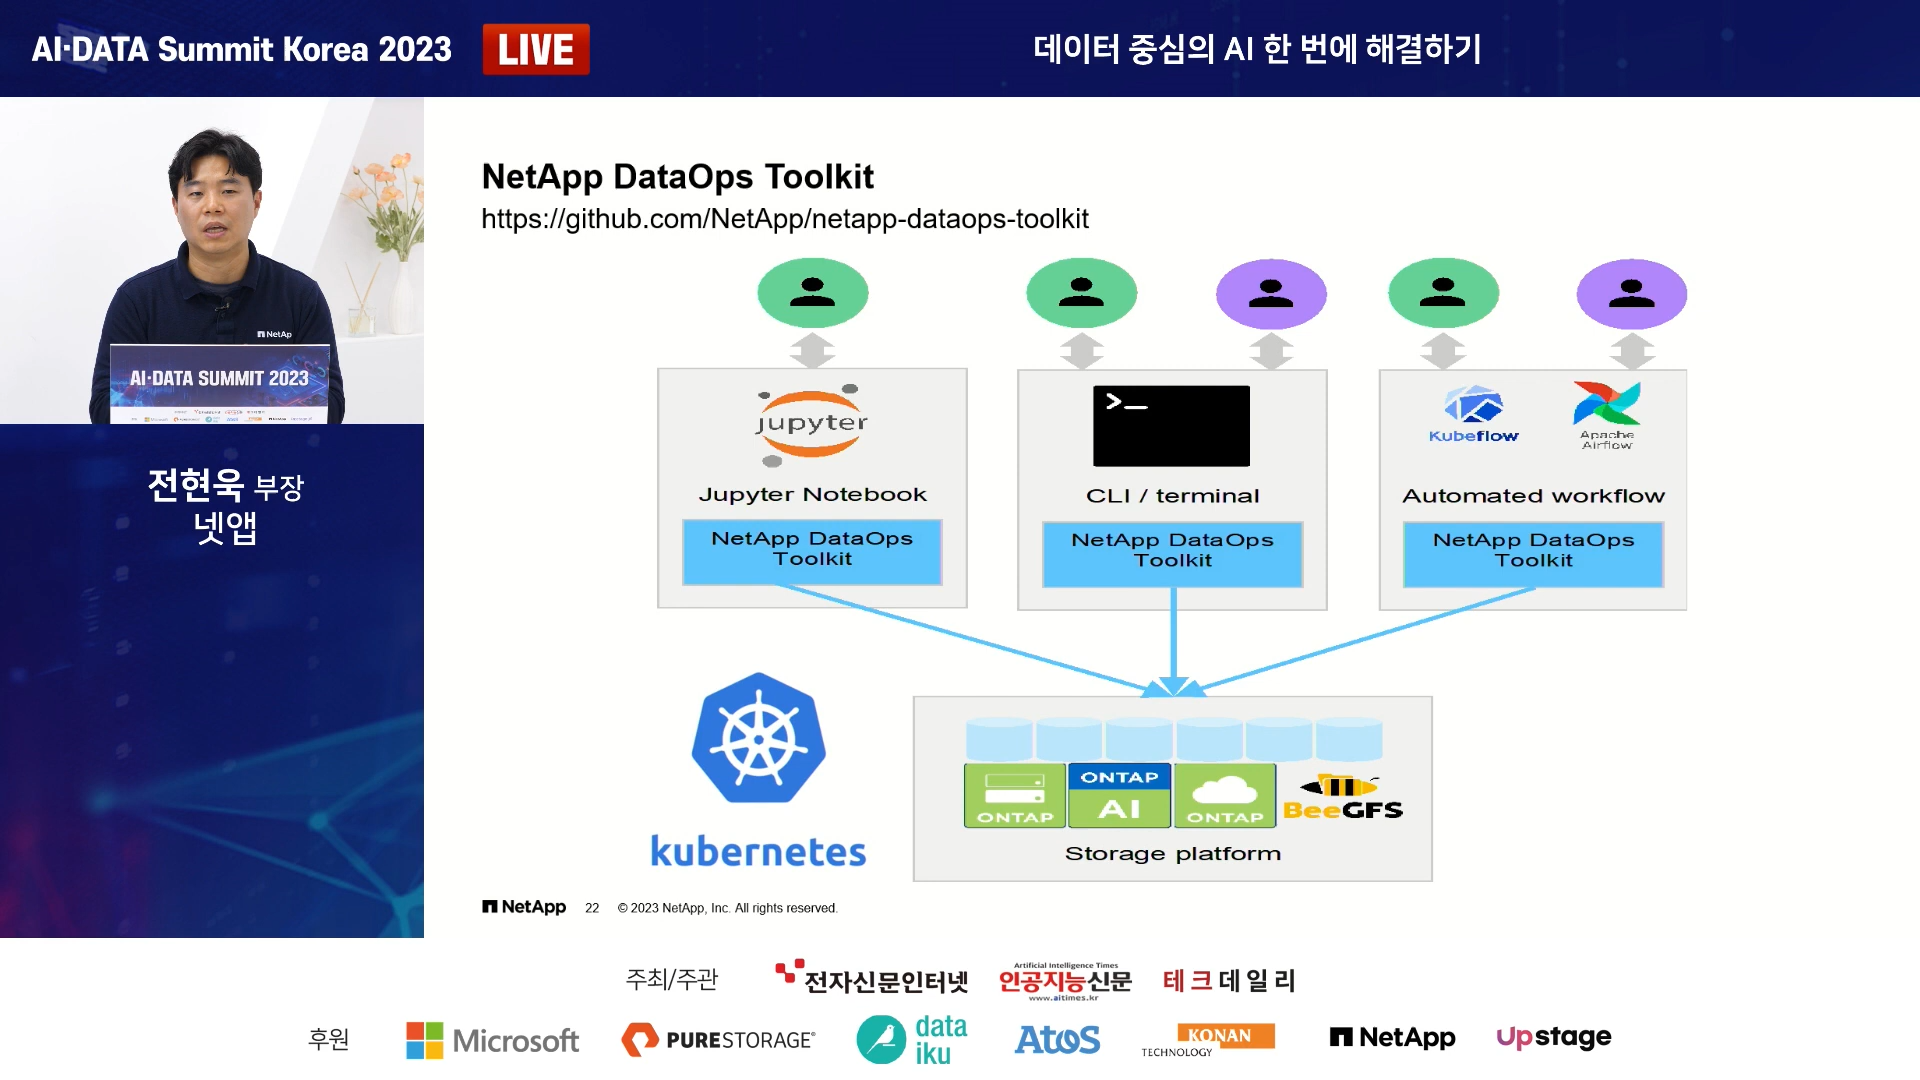 AI·DATA Summit Korea 2023
LIVE
데이터 중심의 AI 한 번에 해결하기
NetApp
AI·DATA SUMMIT 2023
전현욱 부장
넷앱
NetApp DataOps Toolkit
https://github.com/NetApp/netapp-dataops-toolkit
jupyter
Jupyter Notebook
NetApp DataOps
Toolkit
>_
CLI / terminal
NetApp DataOps
Toolkit
Kubeflow
Apache
Airflow
Automated workflow
NetApp DataOps
Toolkit
kubernetes
ONTAP
ONTAP
AI
ONTAP
BeeGFS
Storage platform
NetApp 22 © 2023 NetApp, Inc. All rights reserved.
주최/주관
전자신문인터넷
Artificial Intelligence Times
인공지능신문
www.aitimes.kr
테크데일리
후원
Microsoft
PURESTORAGE®
data
iku
Atos
KONAN
TECHNOLOGY
NetApp
Upstage